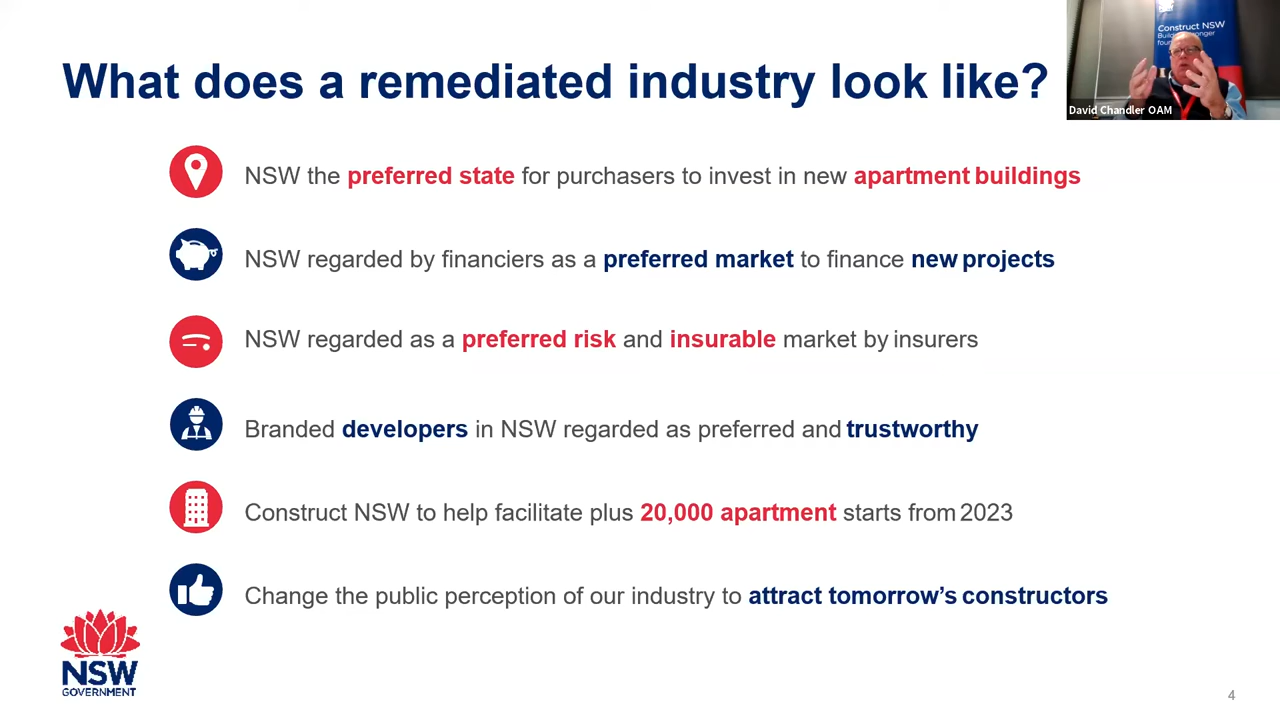 What does a remediated industry look like?
Construct NSW
David Chandler OAM
NSW the preferred state for purchasers to invest in new apartment buildings
NSW regarded by financiers as a preferred market to finance new projects
NSW regarded as a preferred risk and insurable market by insurers
Branded developers in NSW regarded as preferred and trustworthy
Construct NSW to help facilitate plus 20,000 apartment starts from 2023
Change the public perception of our industry to attract tomorrow’s constructors
NSW
GOVERNMENT
4